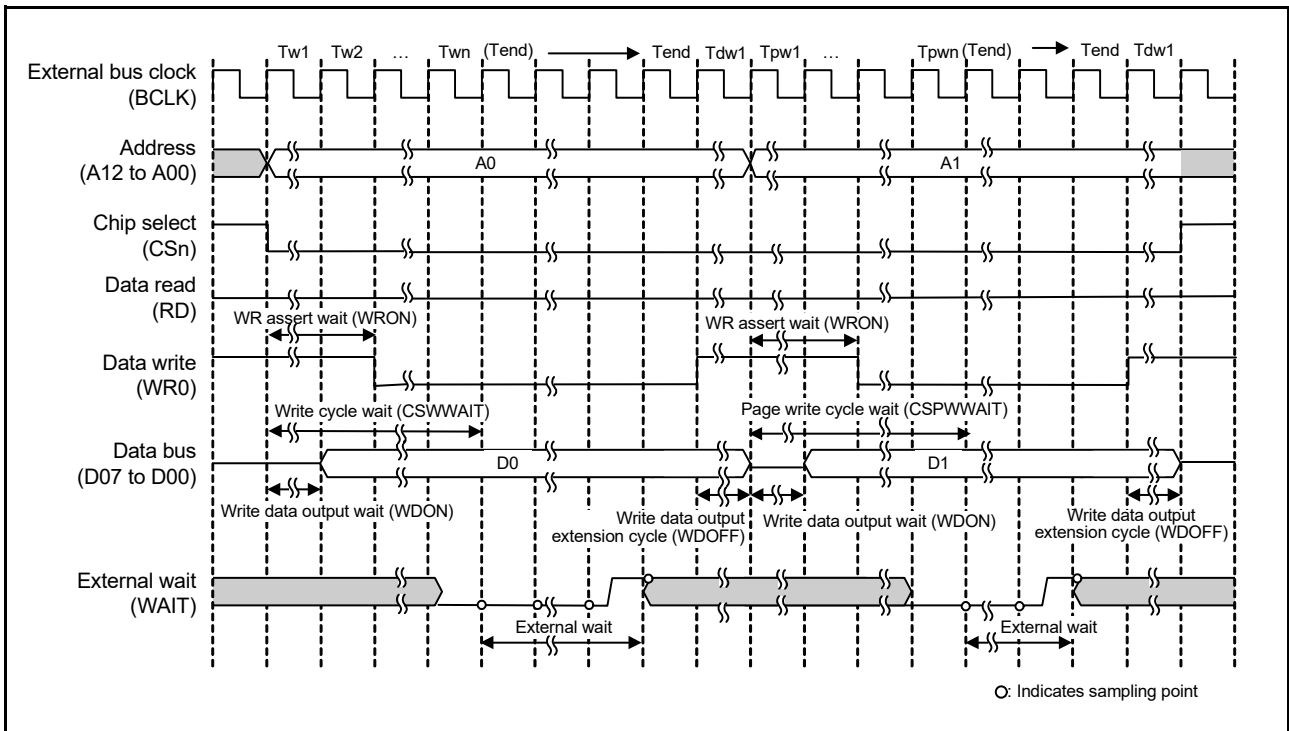 Tw1 Tw2 … Twn (Tend) Tend Tdw1 Tpw1 … Tpwn (Tend) Tend Tdw1
External bus clock
(BCLK)
Address
(A12 to A00)
A0 A1
Chip select
(CSn)
Data read
(RD)
WR assert wait (WRON) WR assert wait (WRON)
Data write
(WR0)
Write cycle wait (CSWWAIT) Page write cycle wait (CSPWWAIT)
Data bus
(D07 to D00)
D0 D1
Write data output wait (WDON) Write data output
extension cycle (WDOFF) Write data output wait (WDON) Write data output
extension cycle (WDOFF)
External wait
(WAIT)
External wait External wait
O: Indicates sampling point